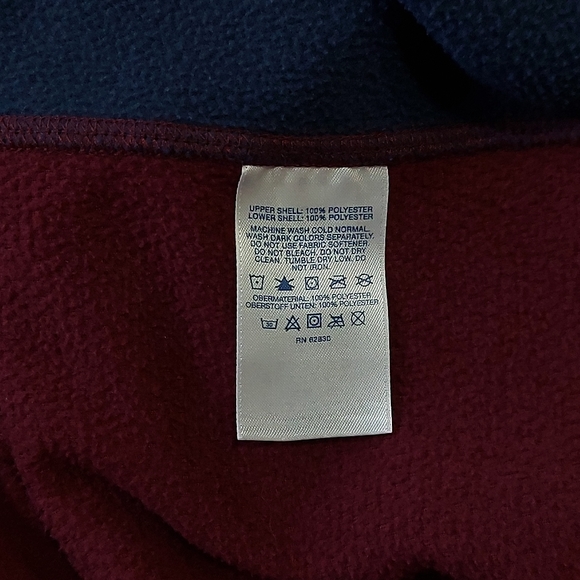 UPPER SHELL: 100% POLYESTER
LOWER SHELL: 100% POLYESTER
MACHINE WASH COLD NORMAL.
WASH DARK COLORS SEPARATELY.
DO NOT USE FABRIC SOFTENER.
DO NOT BLEACH. DO NOT DRY
CLEAN. TUMBLE DRY LOW. DO
NOT IRON.
OBERMATERIAL: 100% POLYESTER
OBERSTOFF UNTEN: 100% POLYESTER
30
RN 62830